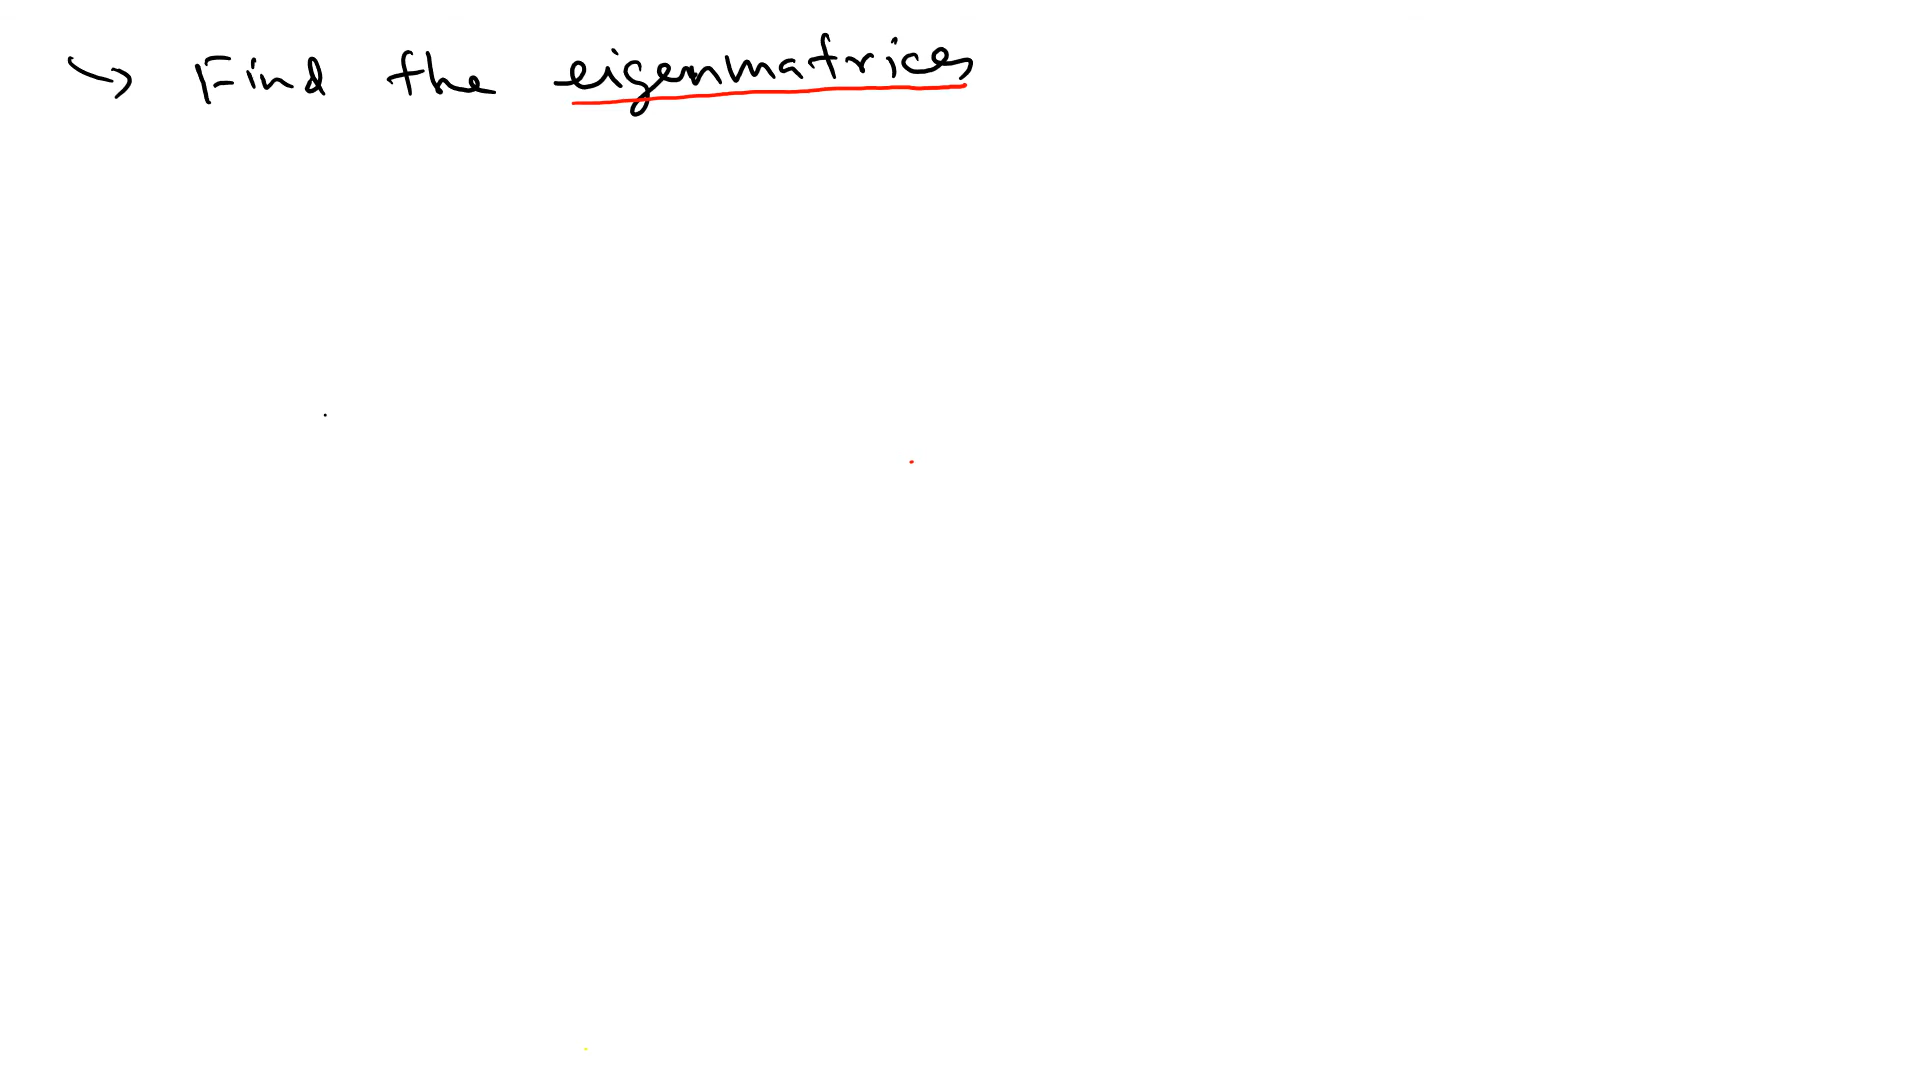 → Find the eigenmatrices